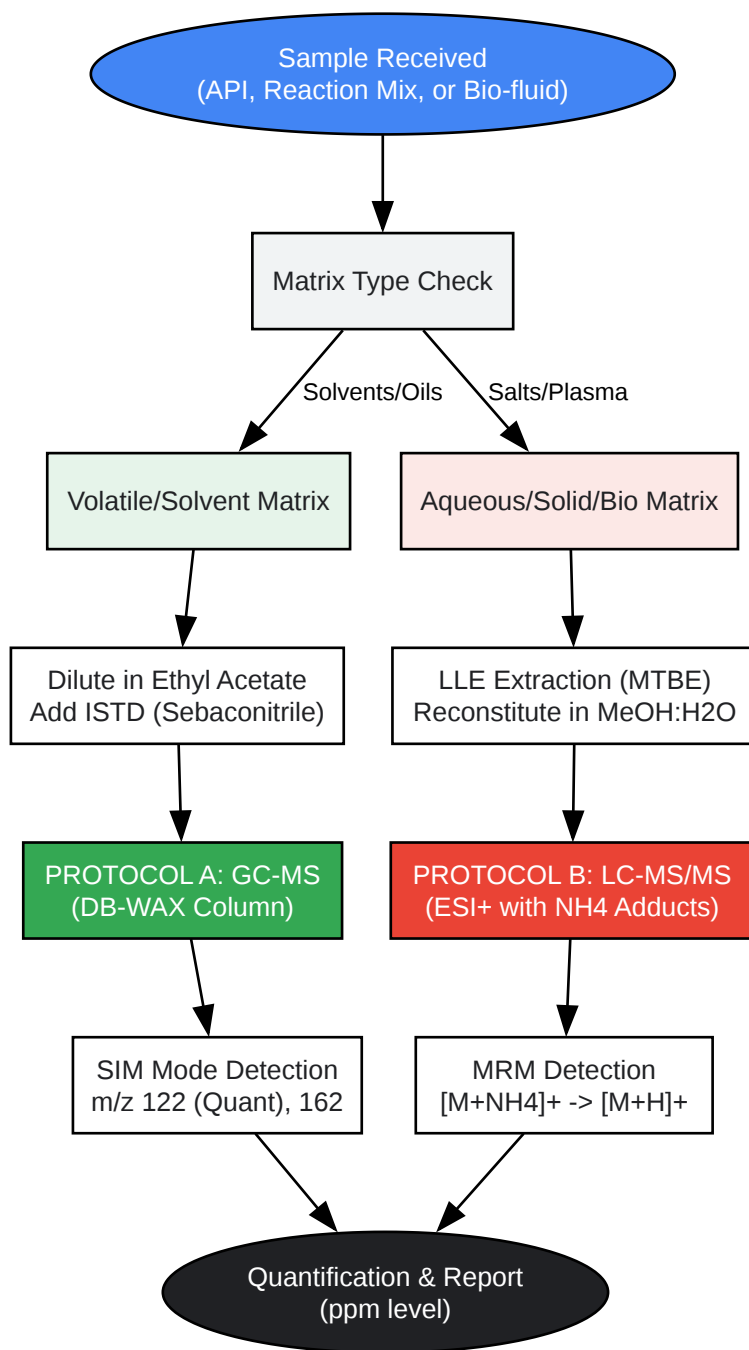 Sample Received
(API, Reaction Mix, or Bio-fluid)
Matrix Type Check
Solvents/Oils
Salts/Plasma
Volatile/Solvent Matrix
Aqueous/Solid/Bio Matrix
Dilute in Ethyl Acetate
Add ISTD (Sebaconitrile)
LLE Extraction (MTBE)
Reconstitute in MeOH:H2O
PROTOCOL A: GC-MS
(DB-WAX Column)
PROTOCOL B: LC-MS/MS
(ESI+ with NH4 Adducts)
SIM Mode Detection
m/z 122 (Quant), 162
MRM Detection
[M+NH4]+ -> [M+H]+
Quantification & Report
(ppm level)